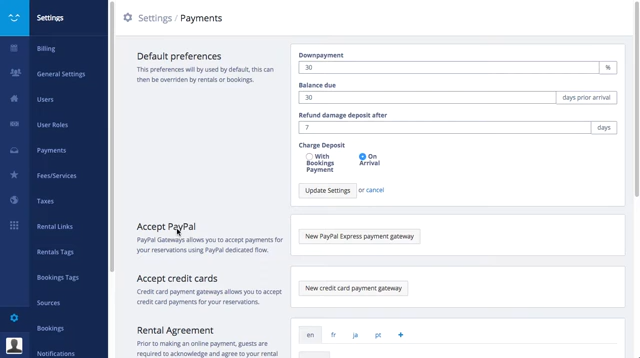 Settings
Settings / Payments
Billing
General Settings
Users
User Roles
Payments
Fees/Services
Taxes
Rental Links
Rentals Tags
Bookings Tags
Sources
Bookings
Notifications
Default preferences
This preferences will by used by default, this can
then be overriden by rentals or bookings.
Downpayment
30 %
Balance due
30 days prior arrival
Refund damage deposit after
7 days
Charge Deposit
With
Bookings
Payment
On
Arrival
Update Settings or cancel
Accept PayPal
PayPal Gateways allows you to accept payments for
your reservations using PayPal dedicated flow.
New PayPal Express payment gateway
Accept credit cards
Credit card payment gateways allows you to accept
credit card payments for your reservations.
New credit card payment gateway
Rental Agreement
Prior to making an online payment, guests are
required to acknowledge and agree to your rental
en fr ja pt +